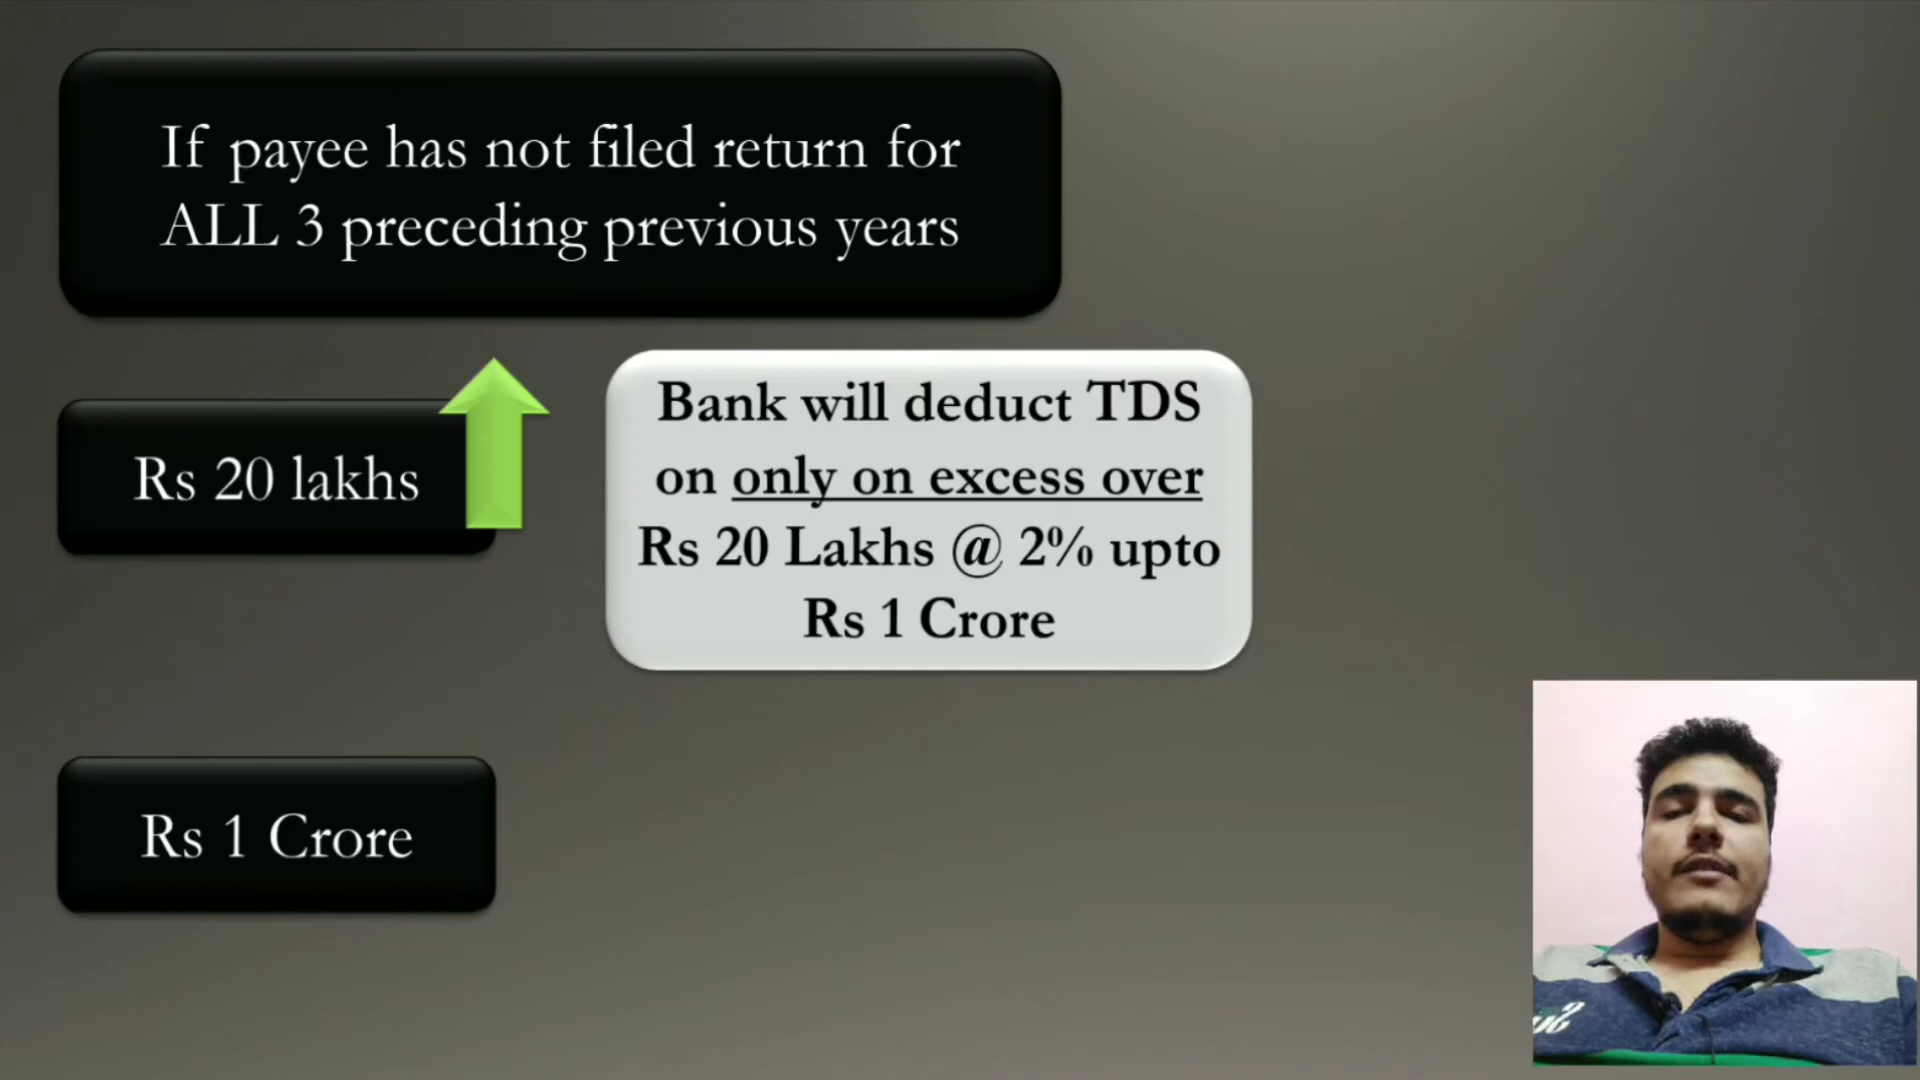 If payee has not filed return for
ALL 3 preceding previous years
Rs 20 lakhs
Bank will deduct TDS
on only on excess over
Rs 20 Lakhs @ 2% upto
Rs 1 Crore
Rs 1 Crore